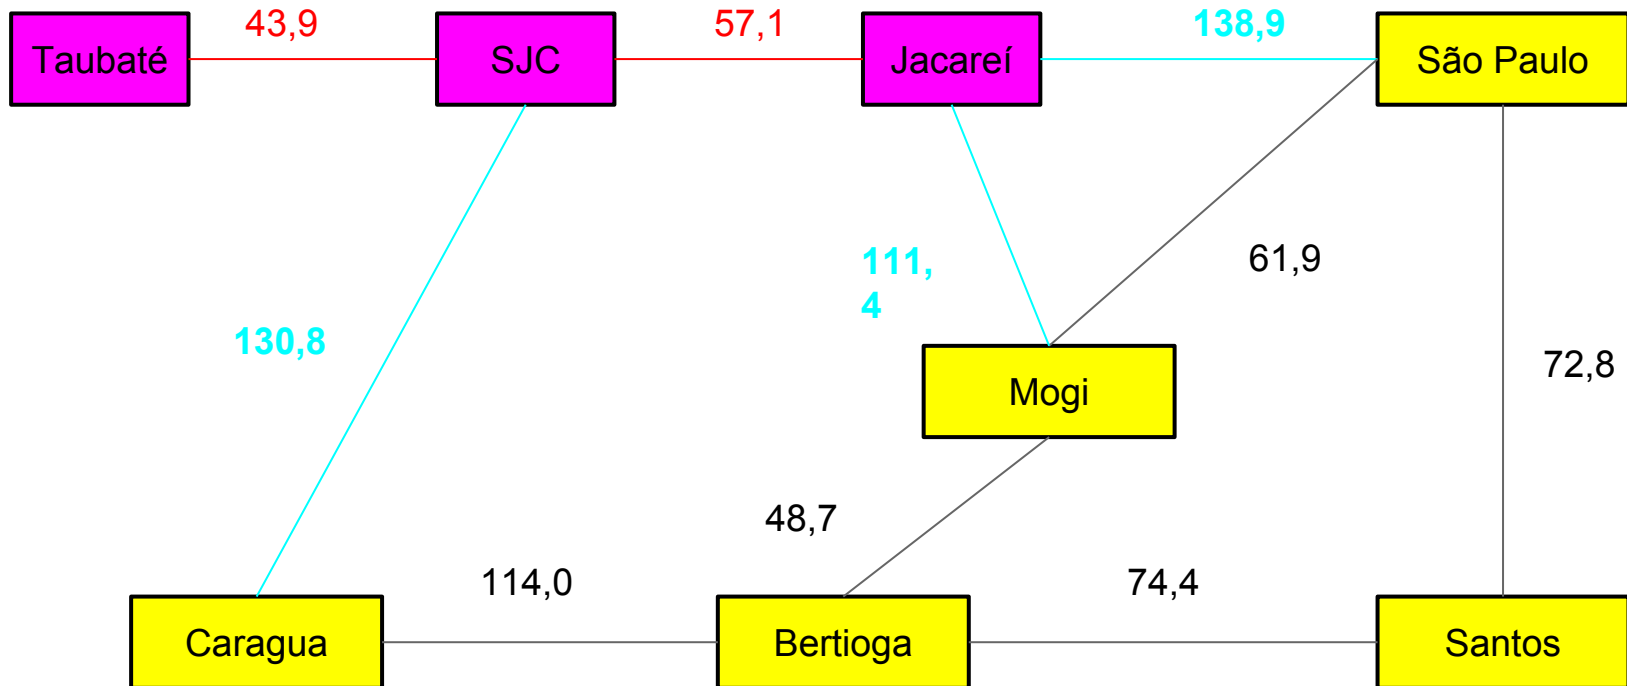 43,9
57,1
138,9
Taubaté
SJC
Jacareí
São Paulo
61,9
111,
4
130,8
72,8
Mogi
48,7
114,0
74,4
Caragua
Bertioga
Santos